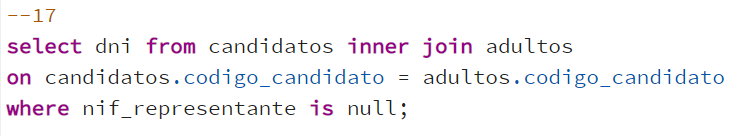 --17
select dni from candidatos inner join adultos
on candidatos.codigo_candidato = adultos.codigo_candidato
where nif_representante is null;